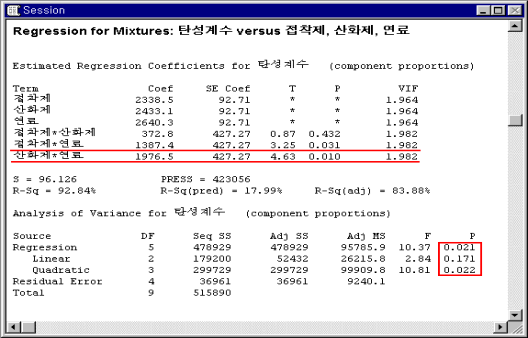 Session
Regression for Mixtures: 탄성계수 versus 접착제, 산화제, 연료
Estimated Regression Coefficients for 탄성계수 (component proportions)
Term Coef SE Coef T P VIF
접착제 2338.5 92.71 * * 1.964
산화제 2433.1 92.71 * * 1.964
연료 2640.3 92.71 * * 1.964
접착제*산화제 372.8 427.27 0.87 0.432 1.982
접착제*연료 1387.4 427.27 3.25 0.031 1.982
산화제*연료 1976.5 427.27 4.63 0.010 1.982
S = 96.126 PRESS = 423056
R-Sq = 92.84% R-Sq(pred) = 17.99% R-Sq(adj) = 83.88%
Analysis of Variance for 탄성계수 (component proportions)
Source DF Seq SS Adj SS Adj MS F P
Regression 5 478929 478929 95785.9 10.37 0.021
Linear 2 179200 52432 26215.8 2.84 0.171
Quadratic 3 299729 299729 99909.8 10.81 0.022
Residual Error 4 36961 36961 9240.1
Total 9 515890